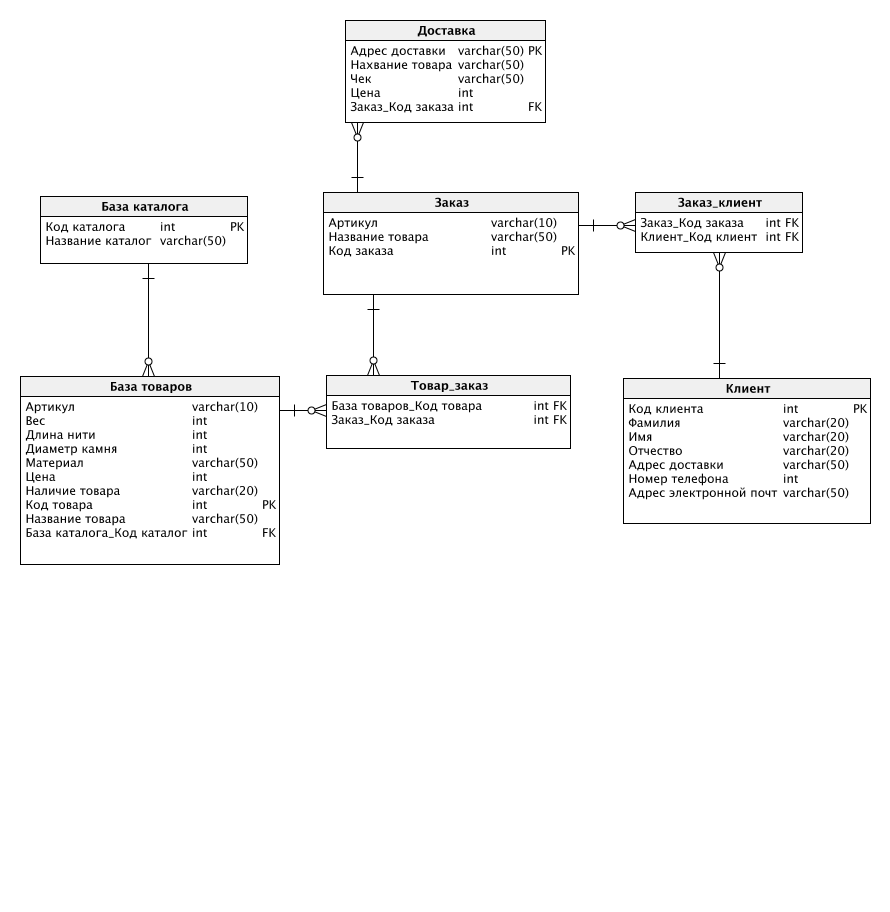 Доставка
Адрес доставки varchar(50) PK
Нахвание товара varchar(50)
Чек varchar(50)
Цена int
Заказ_Код заказа int FK
База каталога
Код каталога int PK
Название каталог varchar(50)
Заказ
Артикул varchar(10)
Название товара varchar(50)
Код заказа int PK
Заказ_клиент
Заказ_Код заказа int FK
Клиент_Код клиент int FK
База товаров
Артикул varchar(10)
Вес int
Длина нити int
Диаметр камня int
Материал varchar(50)
Цена int
Наличие товара varchar(20)
Код товара int PK
Название товара varchar(50)
База каталога_Код каталог int FK
Товар_заказ
База товаров_Код товара int FK
Заказ_Код заказа int FK
Клиент
Код клиента int PK
Фамилия varchar(20)
Имя varchar(20)
Отчество varchar(20)
Адрес доставки varchar(50)
Номер телефона int
Адрес электронной почт varchar(50)